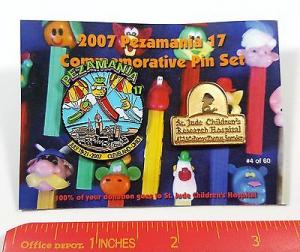 2007 Pezamania 17
Commemorative Pin Set
PEZAMANIA
17
St. Jude Children's
Research Hospital
#4 of 60
100% of your donation goes to St. Jude Children's Hospital
OFFICE DEPOT. 1 INCHES 2 3